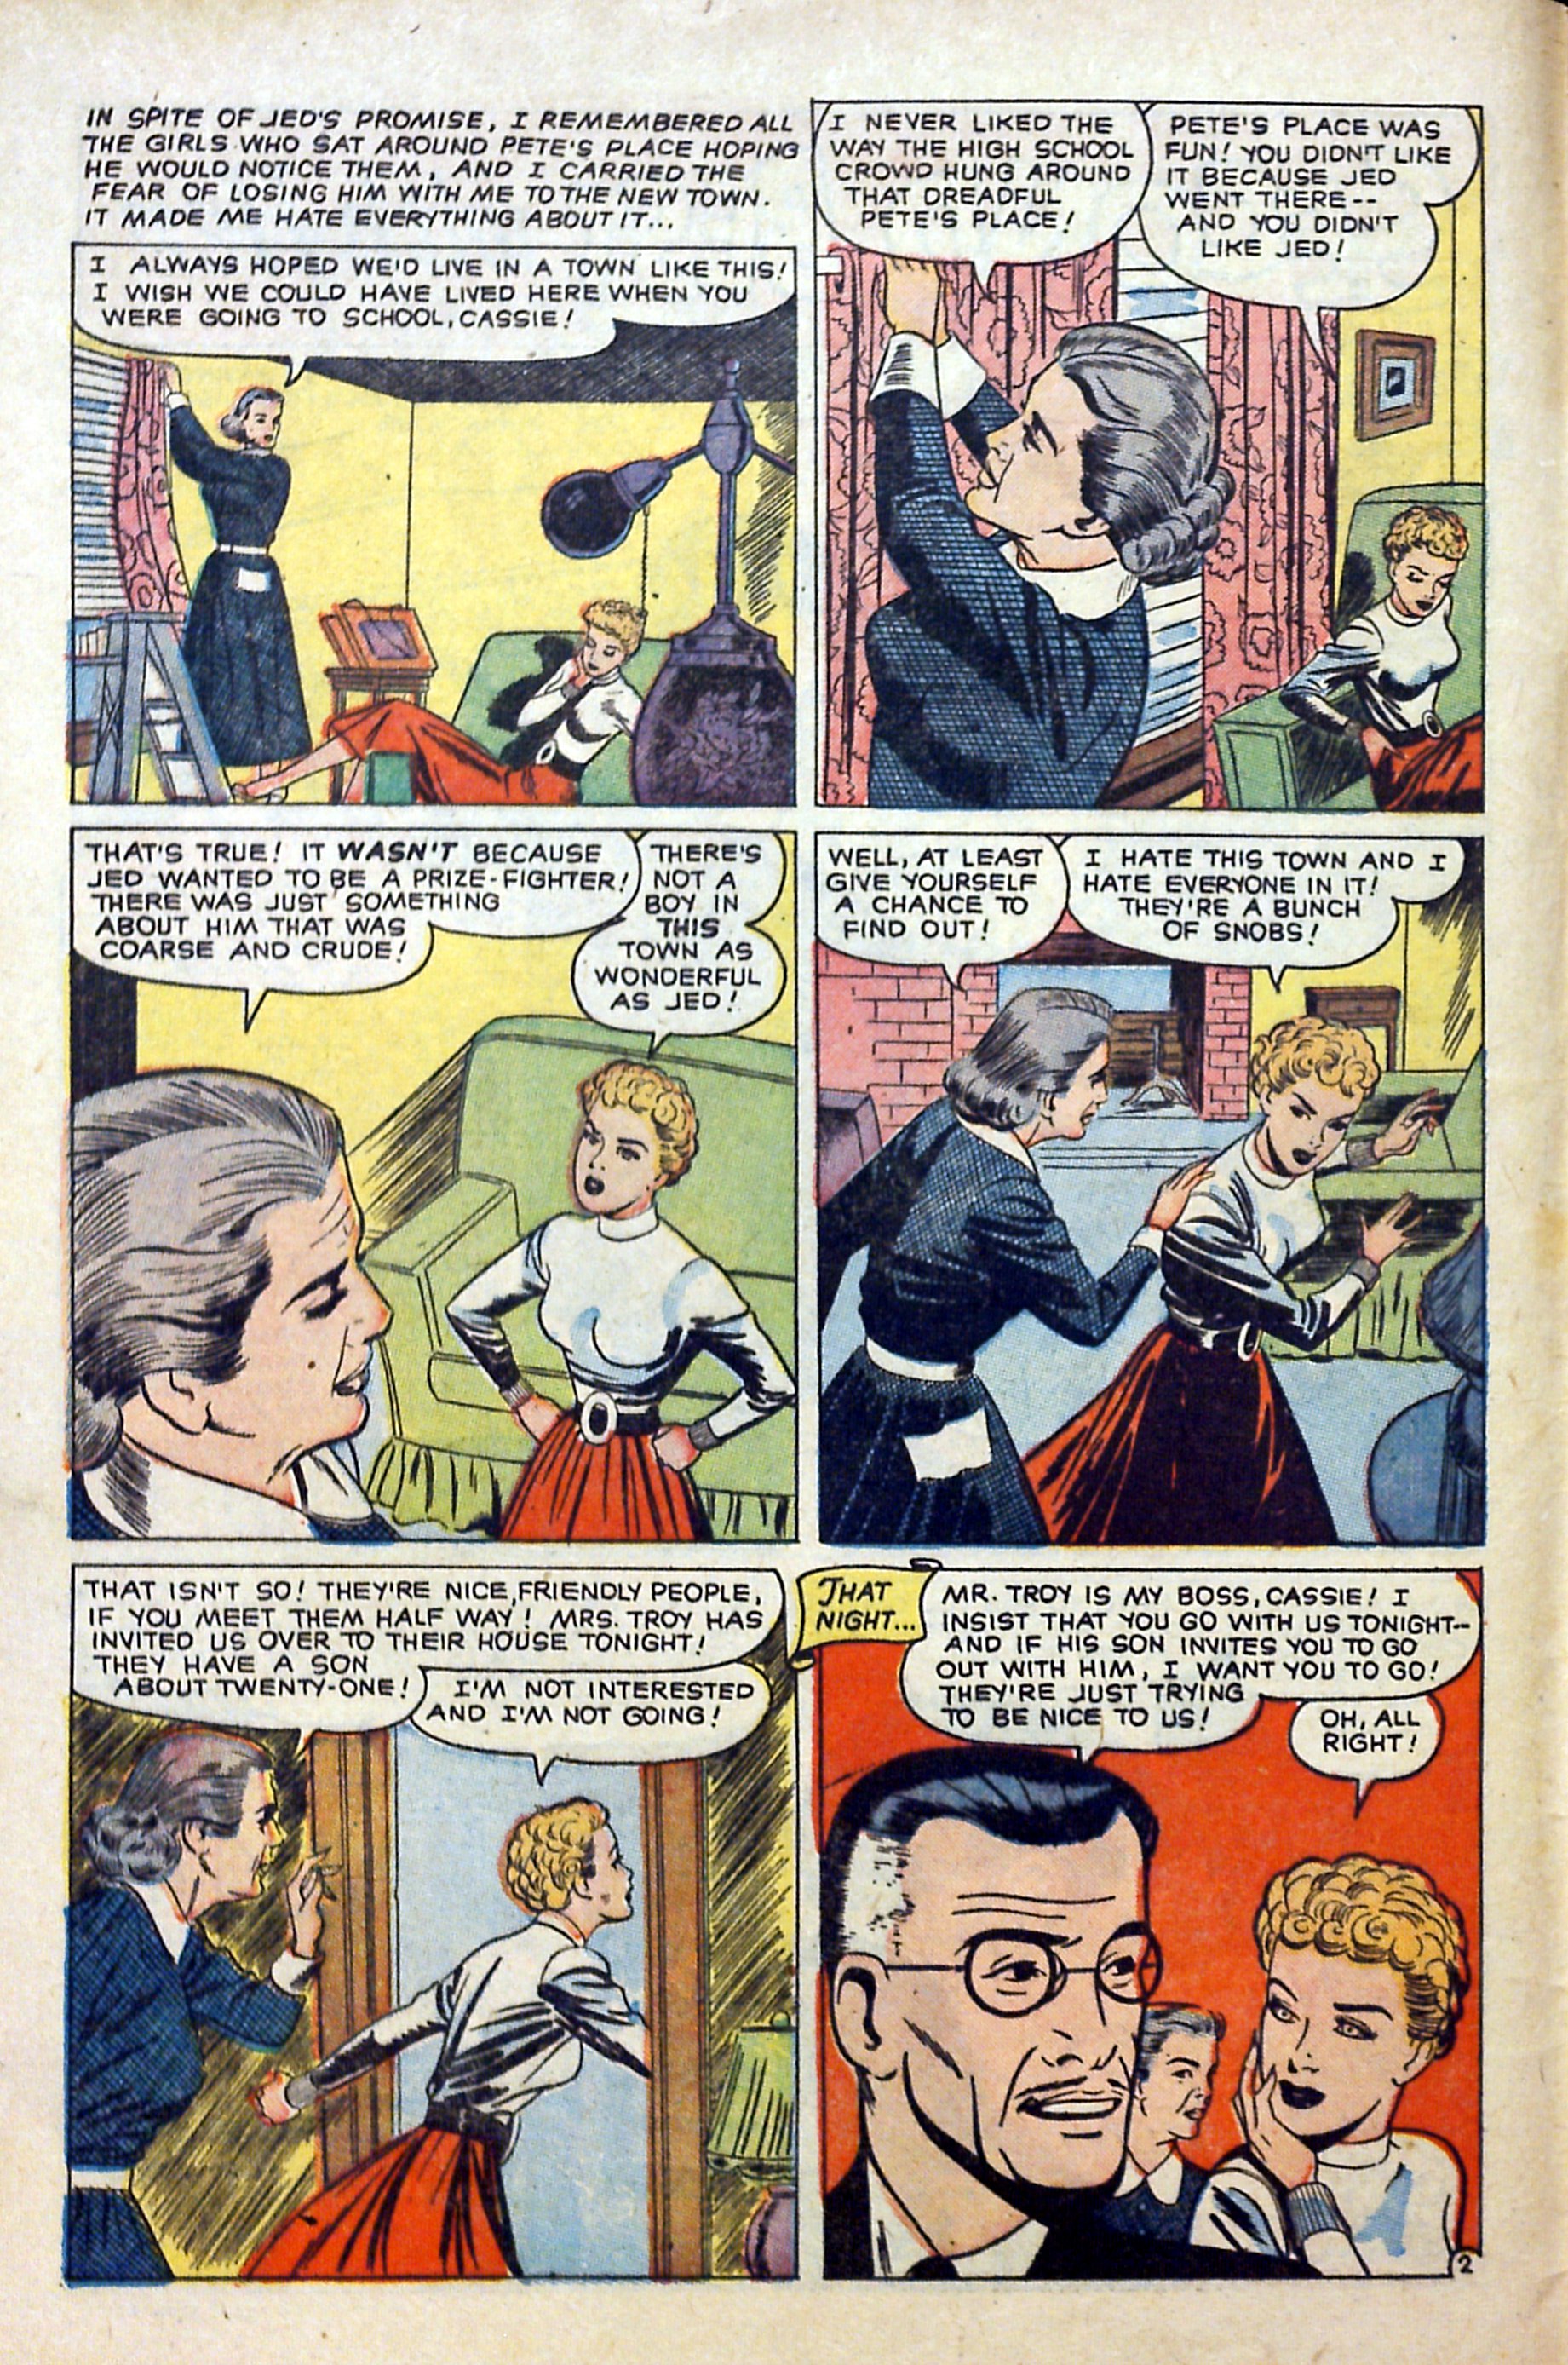 IN SPITE OF JED'S PROMISE, I REMEMBERED ALL
THE GIRLS WHO SAT AROUND PETE'S PLACE HOPING
HE WOULD NOTICE THEM, AND I CARRIED THE
FEAR OF LOSING HIM WITH ME TO THE NEW TOWN.
IT MADE ME HATE EVERYTHING ABOUT IT...
I ALWAYS HOPED WE'D LIVE IN A TOWN LIKE THIS!
I WISH WE COULD HAVE LIVED HERE WHEN YOU
WERE GOING TO SCHOOL, CASSIE!
I NEVER LIKED THE
WAY THE HIGH SCHOOL
CROWD HUNG AROUND
THAT DREADFUL
PETE'S PLACE!
PETE'S PLACE WAS
FUN! YOU DIDN'T LIKE
IT BECAUSE JED
WENT THERE--
AND YOU DIDN'T
LIKE JED!
THAT'S TRUE! IT WASN'T BECAUSE
JED WANTED TO BE A PRIZE-FIGHTER!
THERE WAS JUST SOMETHING
ABOUT HIM THAT WAS
COARSE AND CRUDE!
THERE'S
NOT A
BOY IN
THIS
TOWN AS
WONDERFUL
AS JED!
WELL, AT LEAST
GIVE YOURSELF
A CHANCE TO
FIND OUT!
I HATE THIS TOWN AND I
HATE EVERYONE IN IT!
THEY'RE A BUNCH
OF SNOBS!
THAT ISN'T SO! THEY'RE NICE, FRIENDLY PEOPLE,
IF YOU MEET THEM HALF WAY! MRS. TROY HAS
INVITED US OVER TO THEIR HOUSE TONIGHT!
THEY HAVE A SON
ABOUT TWENTY-ONE!
I'M NOT INTERESTED
AND I'M NOT GOING!
THAT
NIGHT...
MR. TROY IS MY BOSS, CASSIE! I
INSIST THAT YOU GO WITH US TONIGHT--
AND IF HIS SON INVITES YOU TO GO
OUT WITH HIM, I WANT YOU TO GO!
THEY'RE JUST TRYING
TO BE NICE TO US!
OH, ALL
RIGHT!
2